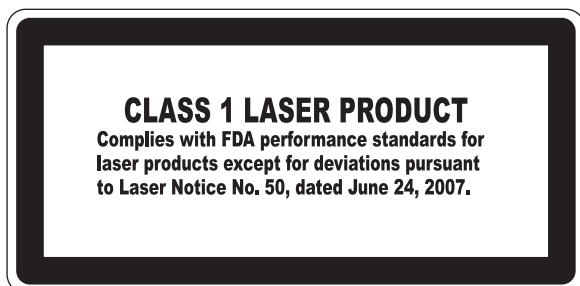 CLASS 1 LASER PRODUCT
Complies with FDA performance standards for
laser products except for deviations pursuant
to Laser Notice No. 50, dated June 24, 2007.